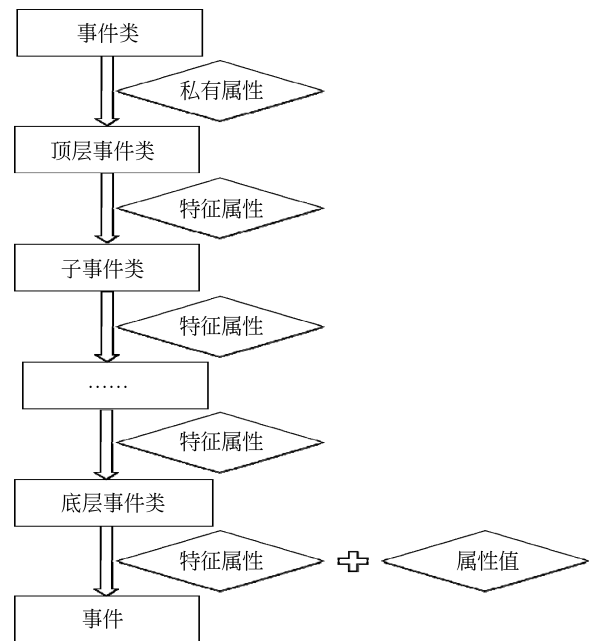 事件类
私有属性
顶层事件类
特征属性
子事件类
特征属性
……
特征属性
底层事件类
特征属性
属性值
事件